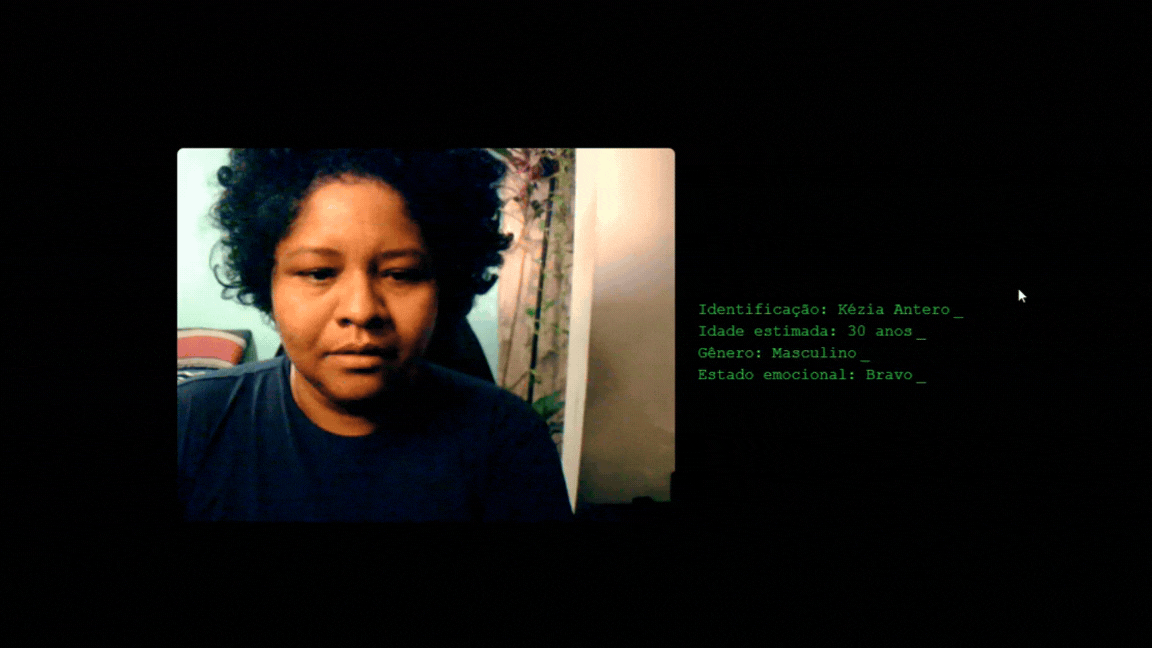 Identificação: Kézia Antero_
Idade estimada: 30 anos_
Gênero: Masculino_
Estado emocional: Bravo_